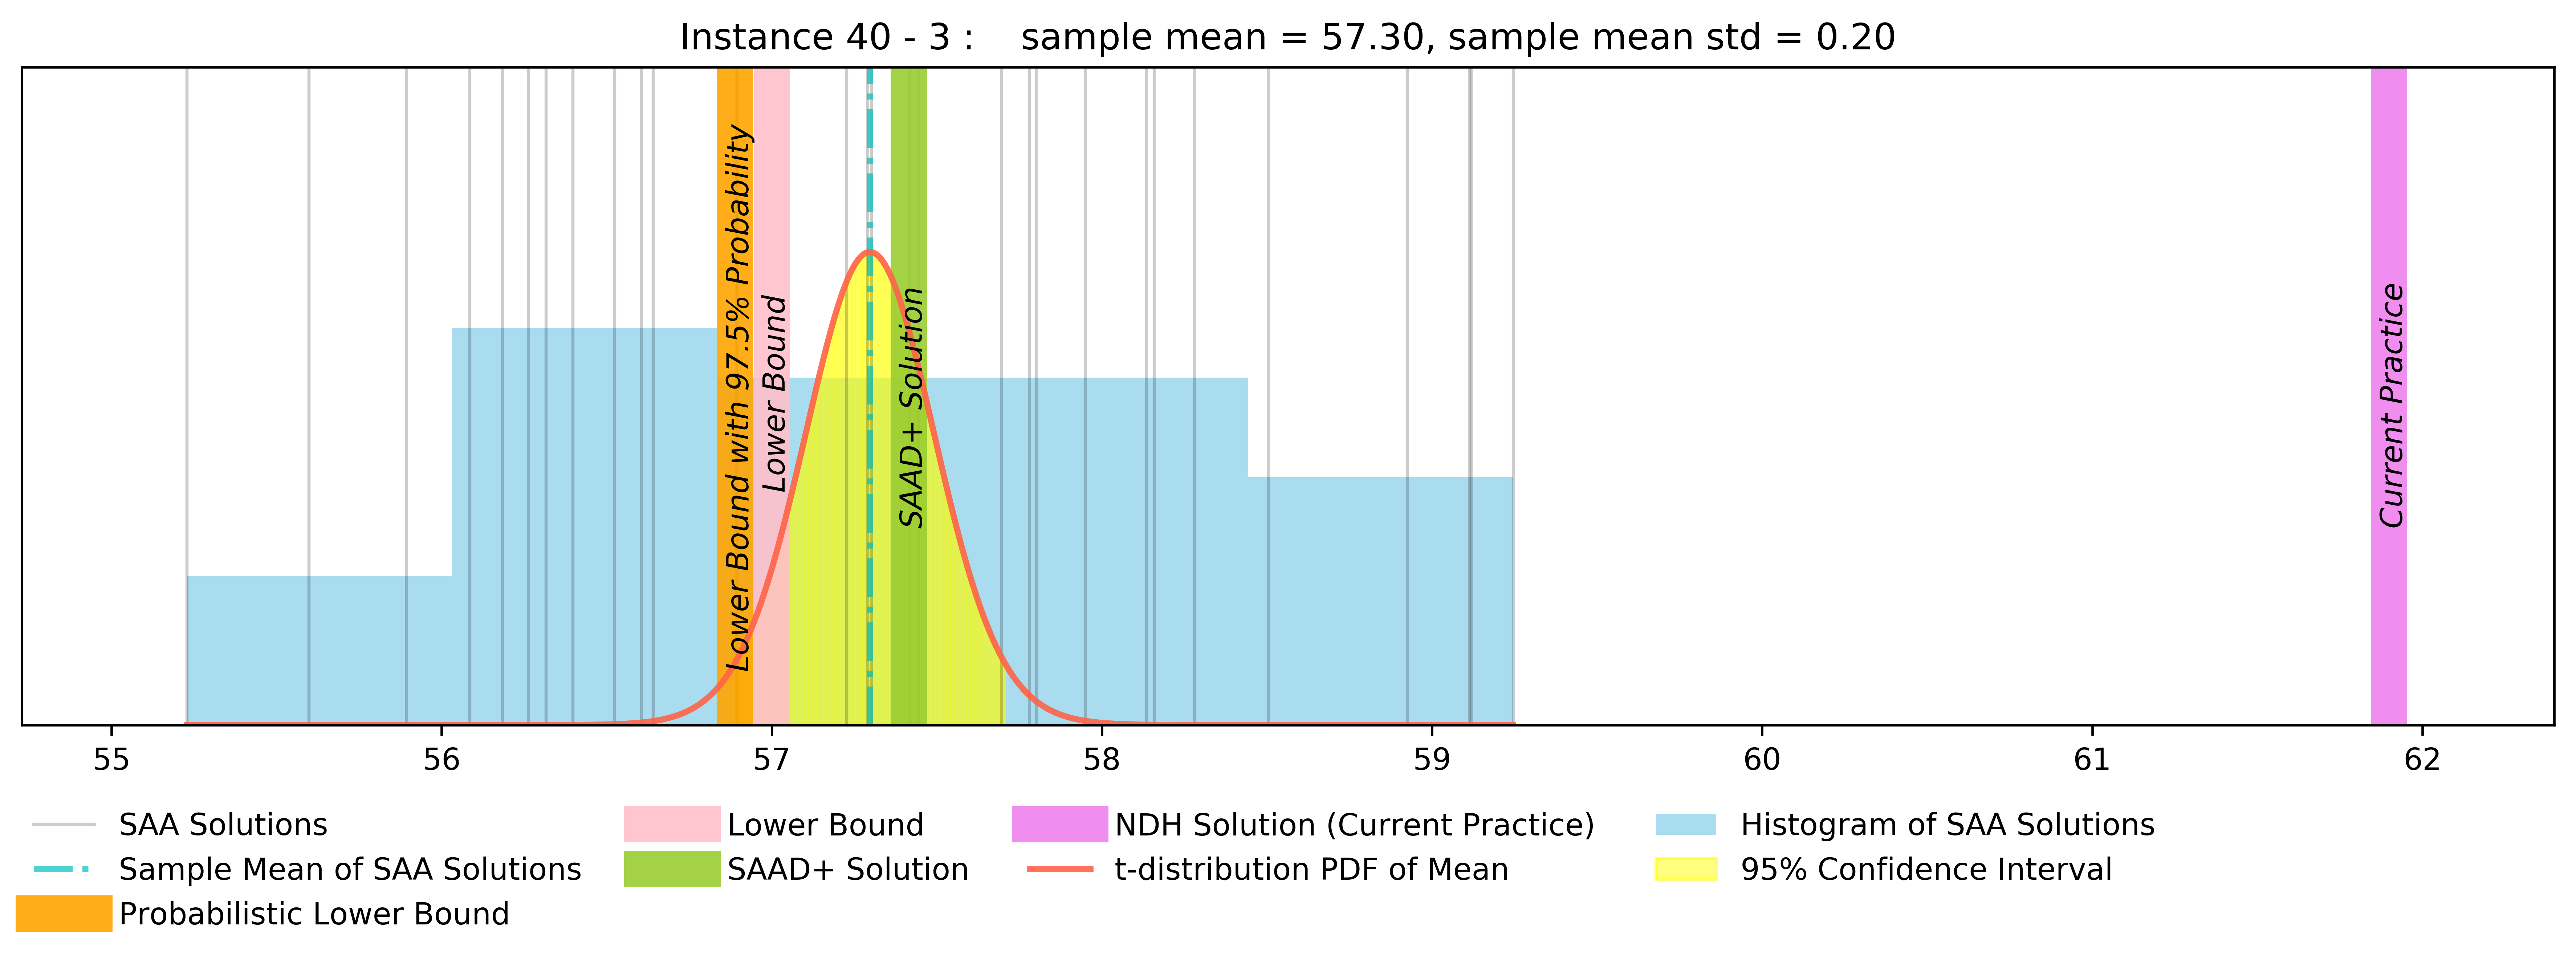 Instance 40 - 3 :    sample mean = 57.30, sample mean std = 0.20
Lower Bound with 97.5% Probability
Lower Bound
SAAD+ Solution
Current Practice
55 56 57 58 59 60 61 62
SAA Solutions
Sample Mean of SAA Solutions
Probabilistic Lower Bound
Lower Bound
SAAD+ Solution
NDH Solution (Current Practice)
t-distribution PDF of Mean
Histogram of SAA Solutions
95% Confidence Interval